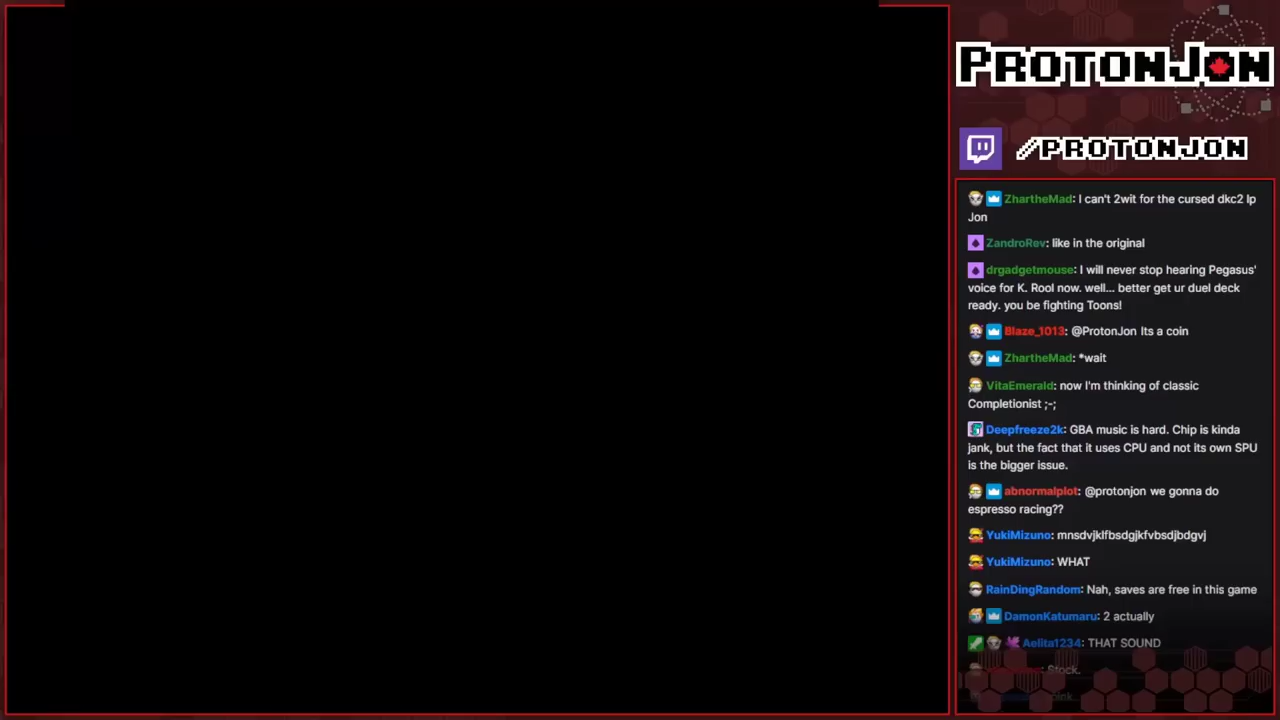 PROTONJON
/PROTONJON
ZhartheMad: I can't 2wit for the cursed dkc2 lp
Jon
ZandroRev: like in the original
drgadgetmouse: I will never stop hearing Pegasus'
voice for K. Rool now. well... better get ur duel deck
ready. you be fighting Toons!
Blaze_1013: @ProtonJon Its a coin
ZhartheMad: *wait
VitaEmerald: now I'm thinking of classic
Completionist ;-;
Deepfreeze2k: GBA music is hard. Chip is kinda
jank, but the fact that it uses CPU and not its own SPU
is the bigger issue.
abnormalplot: @protonjon we gonna do
espresso racing??
YukiMizuno: mnsdvjklfbsdgjkfvbsdjbdgvj
YukiMizuno: WHAT
RainDingRandom: Nah, saves are free in this game
DamonKatumaru: 2 actually
Aelita1234: THAT SOUND
Stock.